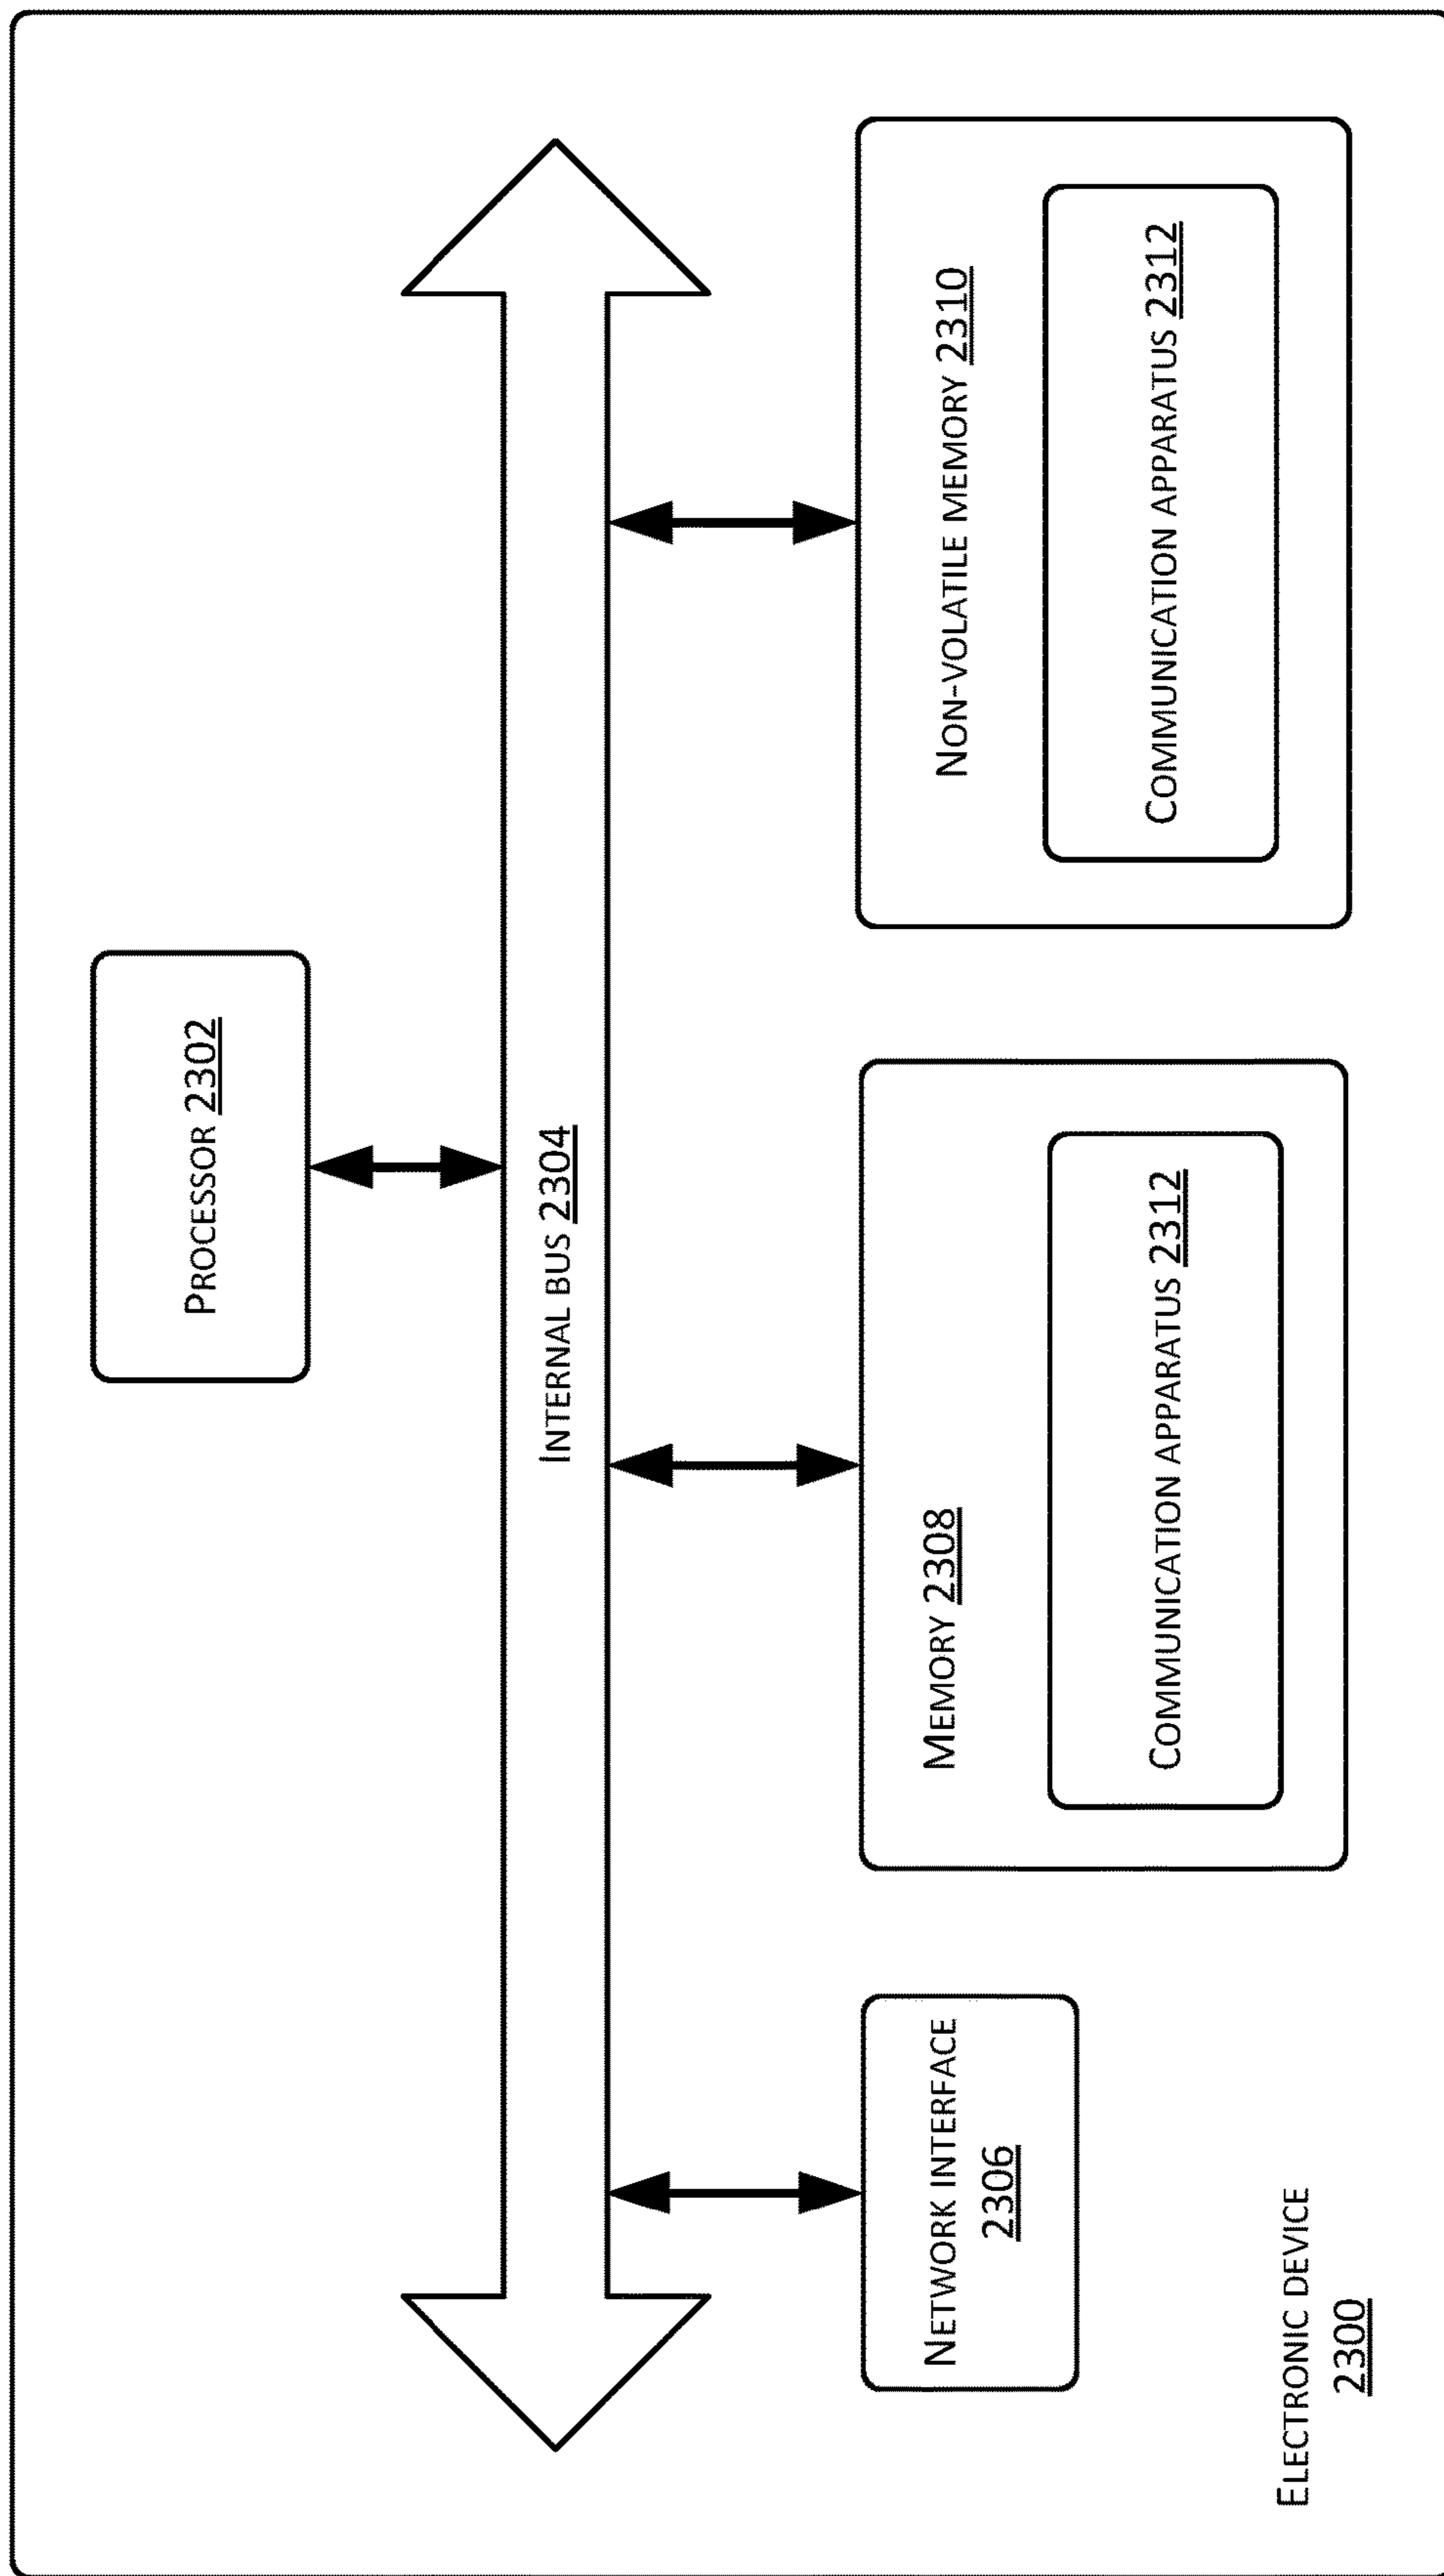 PROCESSOR 2302
INTERNAL BUS 2304
NETWORK INTERFACE
2306
MEMORY 2308
COMMUNICATION APPARATUS 2312
NON-VOLATILE MEMORY 2310
COMMUNICATION APPARATUS 2312
ELECTRONIC DEVICE
2300